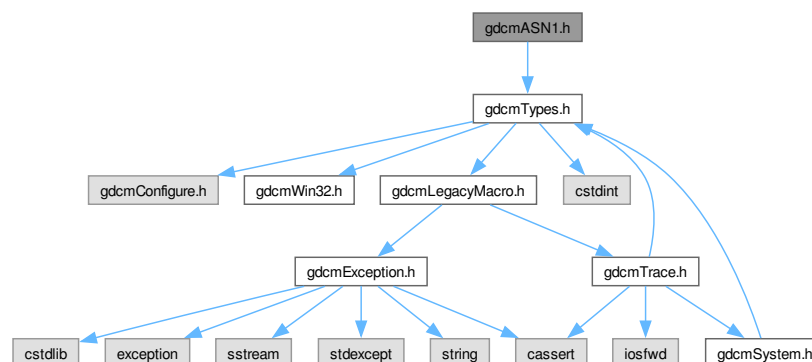 gdcmASN1.h
gdcmTypes.h
gdcmConfigure.h
gdcmWin32.h
gdcmLegacyMacro.h
cstdint
gdcmException.h
gdcmTrace.h
cstdlib
exception
sstream
stdexcept
string
cassert
iosfwd
gdcmSystem.h